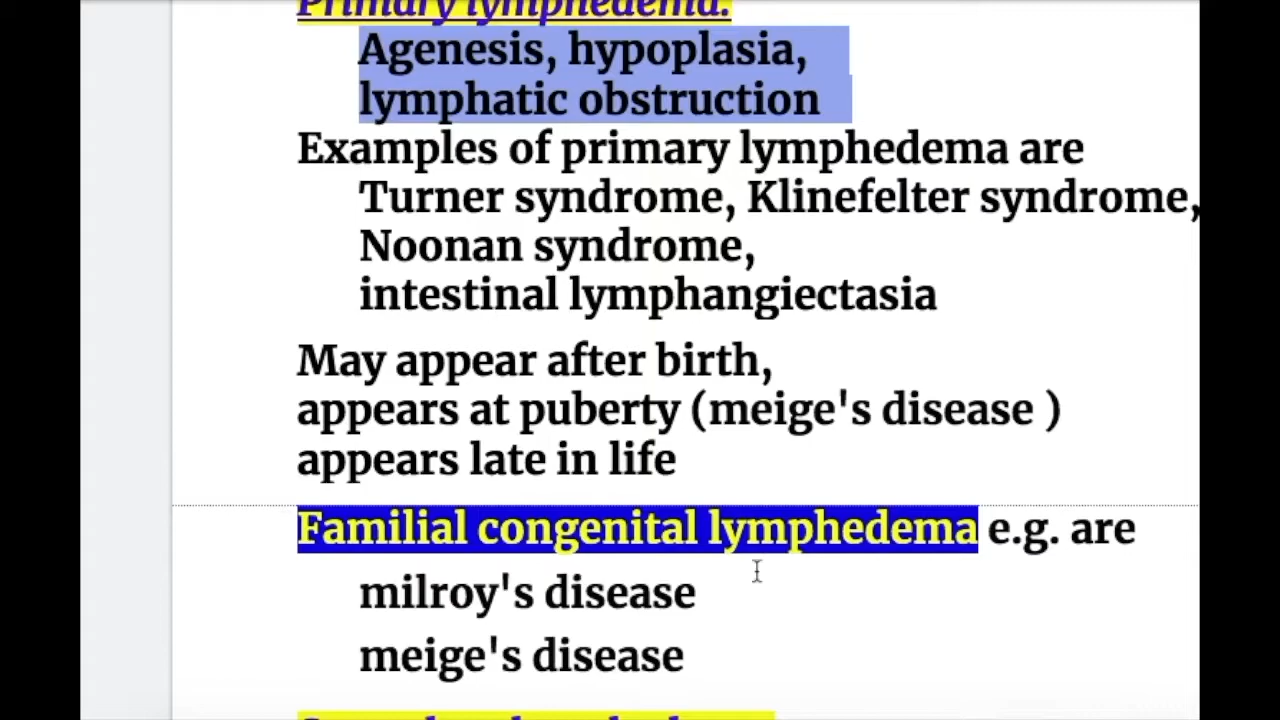 Primary lymphedema:
Agenesis, hypoplasia,
lymphatic obstruction
Examples of primary lymphedema are
Turner syndrome, Klinefelter syndrome,
Noonan syndrome,
intestinal lymphangiectasia
May appear after birth,
appears at puberty (meige's disease )
appears late in life
Familial congenital lymphedema e.g. are
milroy's disease
meige's disease